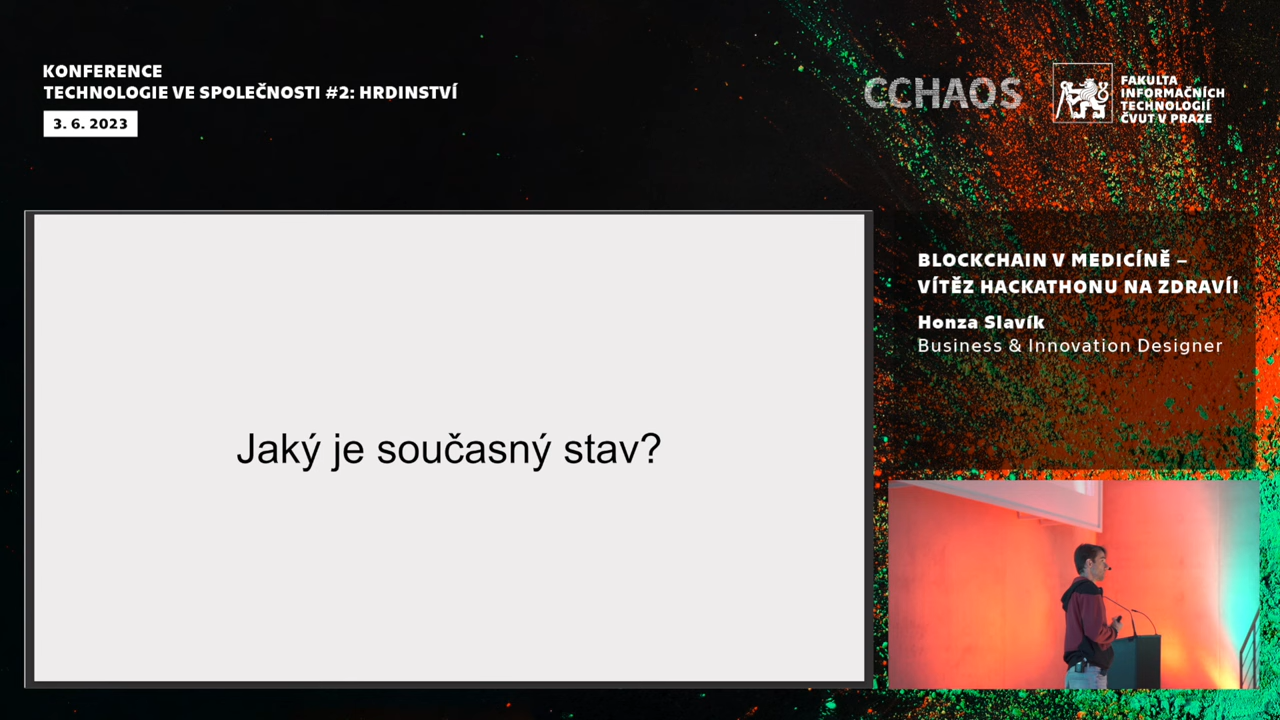 KONFERENCE
TECHNOLOGIE VE SPOLEČNOSTI #2: HRDINSTVÍ
3. 6. 2023
CCHAOS
FAKULTA
INFORMAČNÍCH
TECHNOLOGIÍ
ČVUT V PRAZE
Jaký je současný stav?
BLOCKCHAIN V MEDICÍNĚ –
VÍTĚZ HACKATHONU NA ZDRAVÍ!
Honza Slavík
Business & Innovation Designer